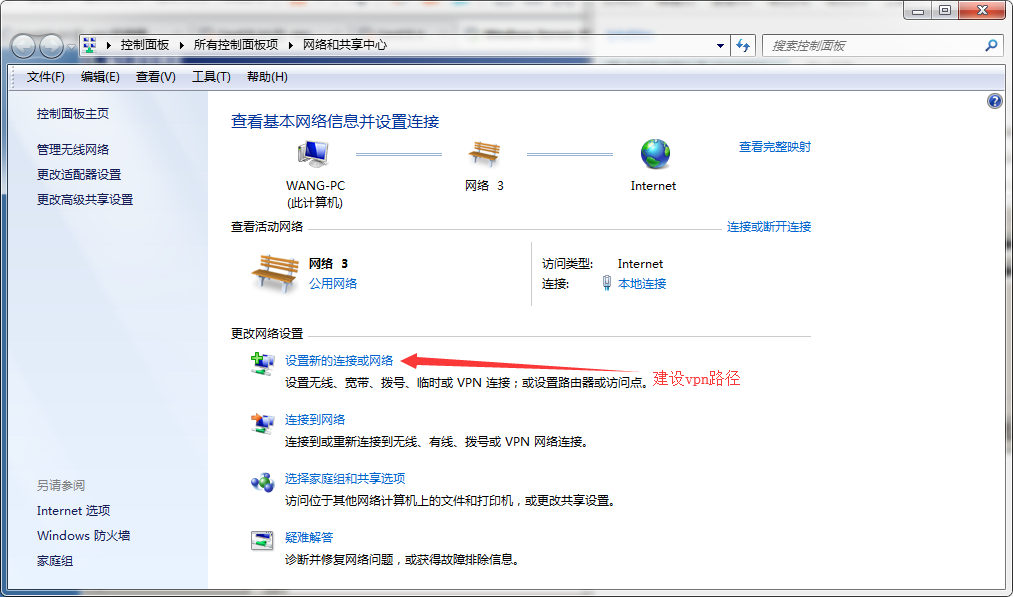 控制面板 ▸ 所有控制面板项 ▸ 网络和共享中心
搜索控制面板
文件(F) 编辑(E) 查看(V) 工具(T) 帮助(H)
控制面板主页
管理无线网络
更改适配器设置
更改高级共享设置
另请参阅
Internet 选项
Windows 防火墙
家庭组
查看基本网络信息并设置连接
查看完整映射
WANG-PC
(此计算机)
网络 3
Internet
查看活动网络
连接或断开连接
网络 3
公用网络
访问类型: Internet
连接: 本地连接
更改网络设置
设置新的连接或网络
设置无线、宽带、拨号、临时或 VPN 连接；或设置路由器或访问点。
建设vpn路径
连接到网络
连接到或重新连接到无线、有线、拨号或 VPN 网络连接。
选择家庭组和共享选项
访问位于其他网络计算机上的文件和打印机，或更改共享设置。
疑难解答
诊断并修复网络问题，或获得故障排除信息。